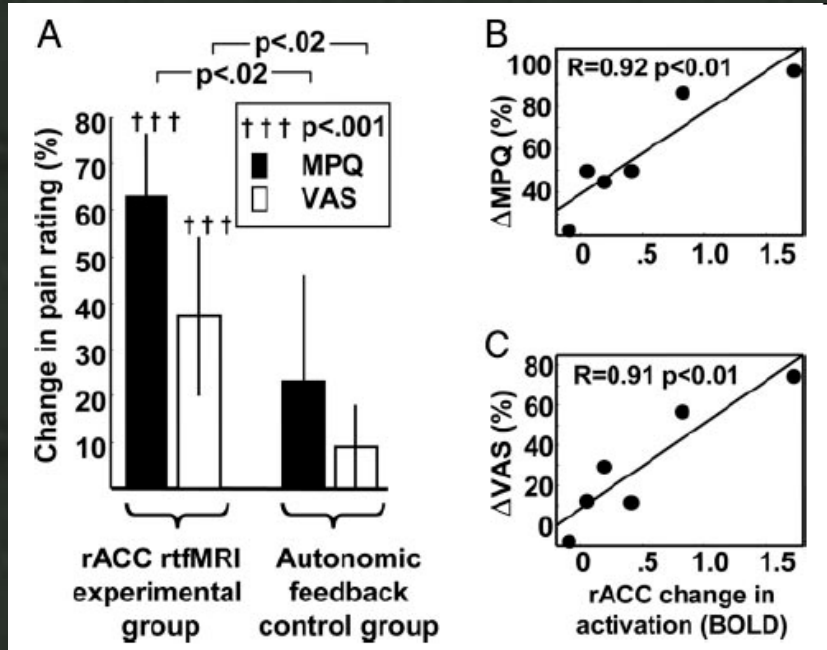 A
p<.02
p<.02
††† p<.001
MPQ
VAS
†††
†††
Change in pain rating (%)
80
70
60
50
40
30
20
10
rACC rtfMRI
experimental
group
Autonomic
feedback
control group
B
R=0.92 p<0.01
ΔMPQ (%)
100
80
60
40
0 .5 1.0 1.5
C
R=0.91 p<0.01
ΔVAS (%)
80
60
40
20
0
0 .5 1.0 1.5
rACC change in
activation (BOLD)